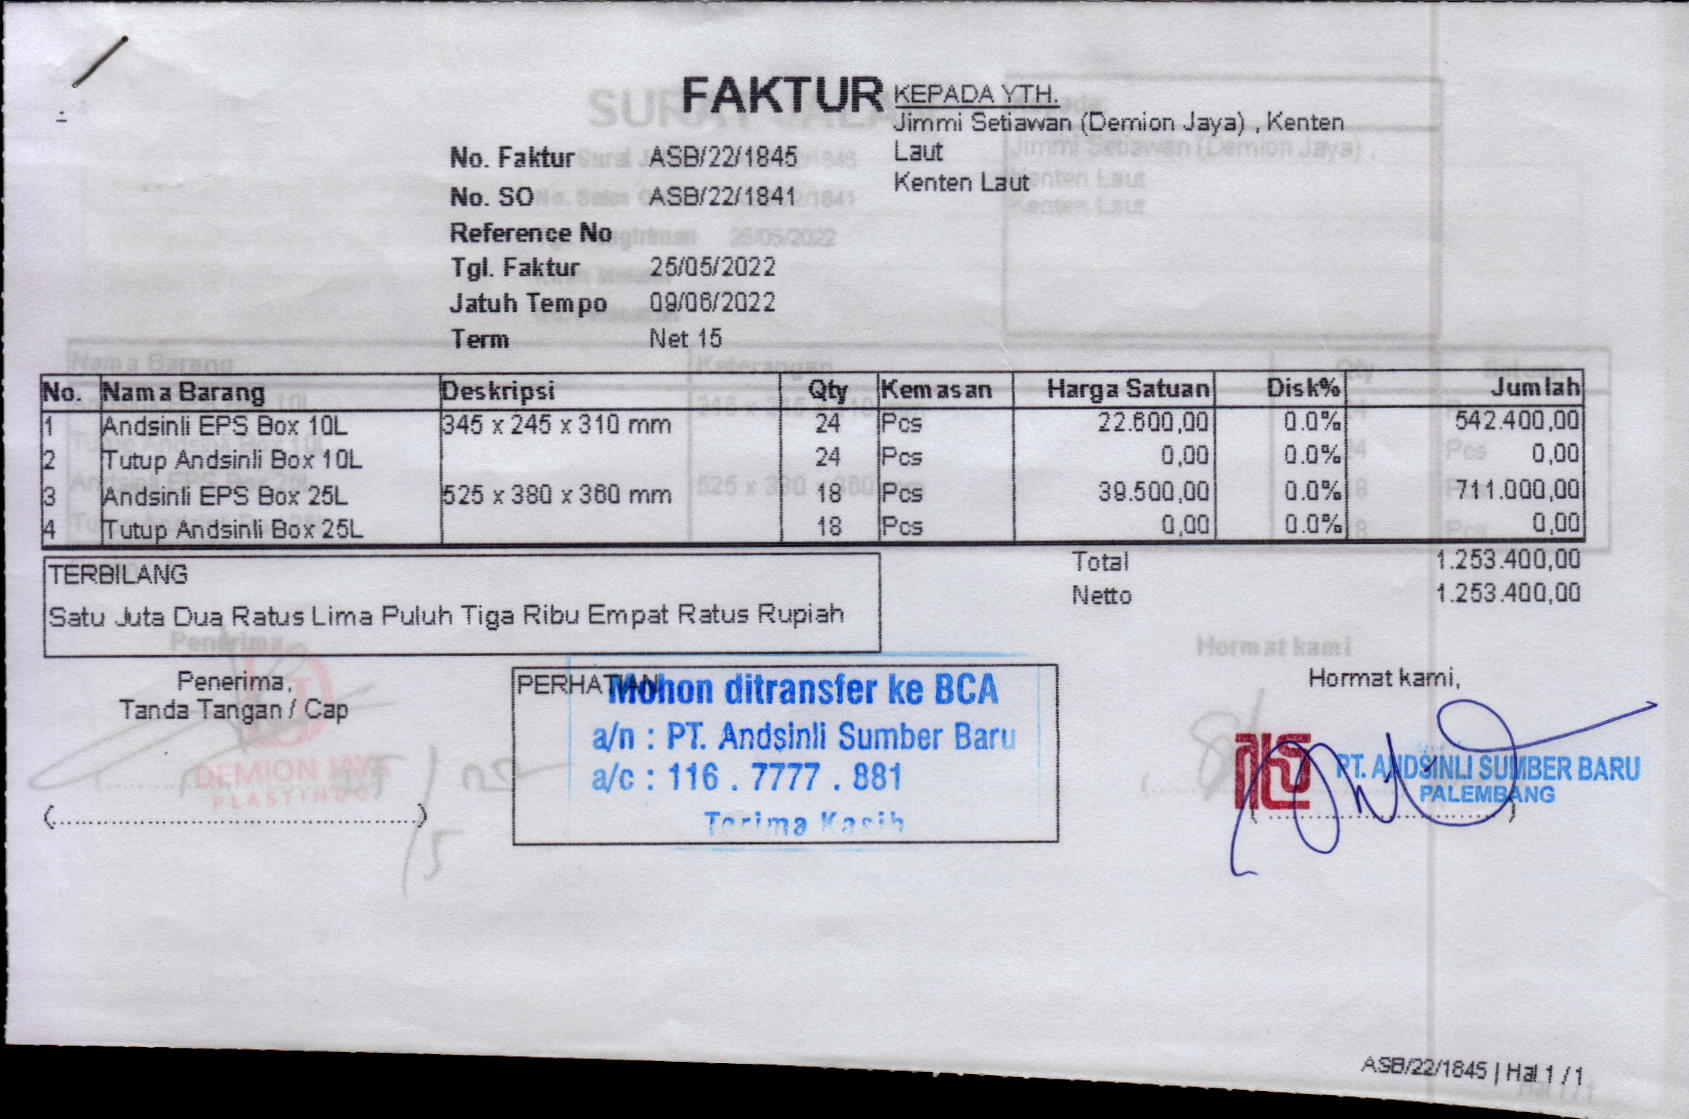 FAKTUR
KEPADA YTH.
Jimmi Setiawan (Demion Jaya) , Kenten
Laut
Kenten Laut
No. Faktur ASB/22/1845
No. SO ASB/22/1841
Reference No
Tgl. Faktur 25/05/2022
Jatuh Tempo 09/06/2022
Term Net 15
No. Nama Barang Deskripsi Qty Kemasan Harga Satuan Disk% Jumlah
1 Andsinli EPS Box 10L 345 x 245 x 310 mm 24 Pcs 22.600,00 0.0% 542.400,00
2 Tutup Andsinli Box 10L 24 Pcs 0,00 0.0% 0,00
3 Andsinli EPS Box 25L 525 x 380 x 360 mm 18 Pcs 39.500,00 0.0% 711.000,00
4 Tutup Andsinli Box 25L 18 Pcs 0,00 0.0% 0,00
Total 1.253.400,00
Netto 1.253.400,00
TERBILANG
Satu Juta Dua Ratus Lima Puluh Tiga Ribu Empat Ratus Rupiah
Penerima,
Tanda Tangan / Cap
PERHATIAN
Mohon ditransfer ke BCA
a/n : PT. Andsinli Sumber Baru
a/c : 116 . 7777 . 881
Terima Kasih
Hormat kami,
PT. ANDSINLI SUMBER BARU
PALEMBANG
DEMION JAYA
PLASTINDO
ASB/22/1845 | Hal 1 / 1